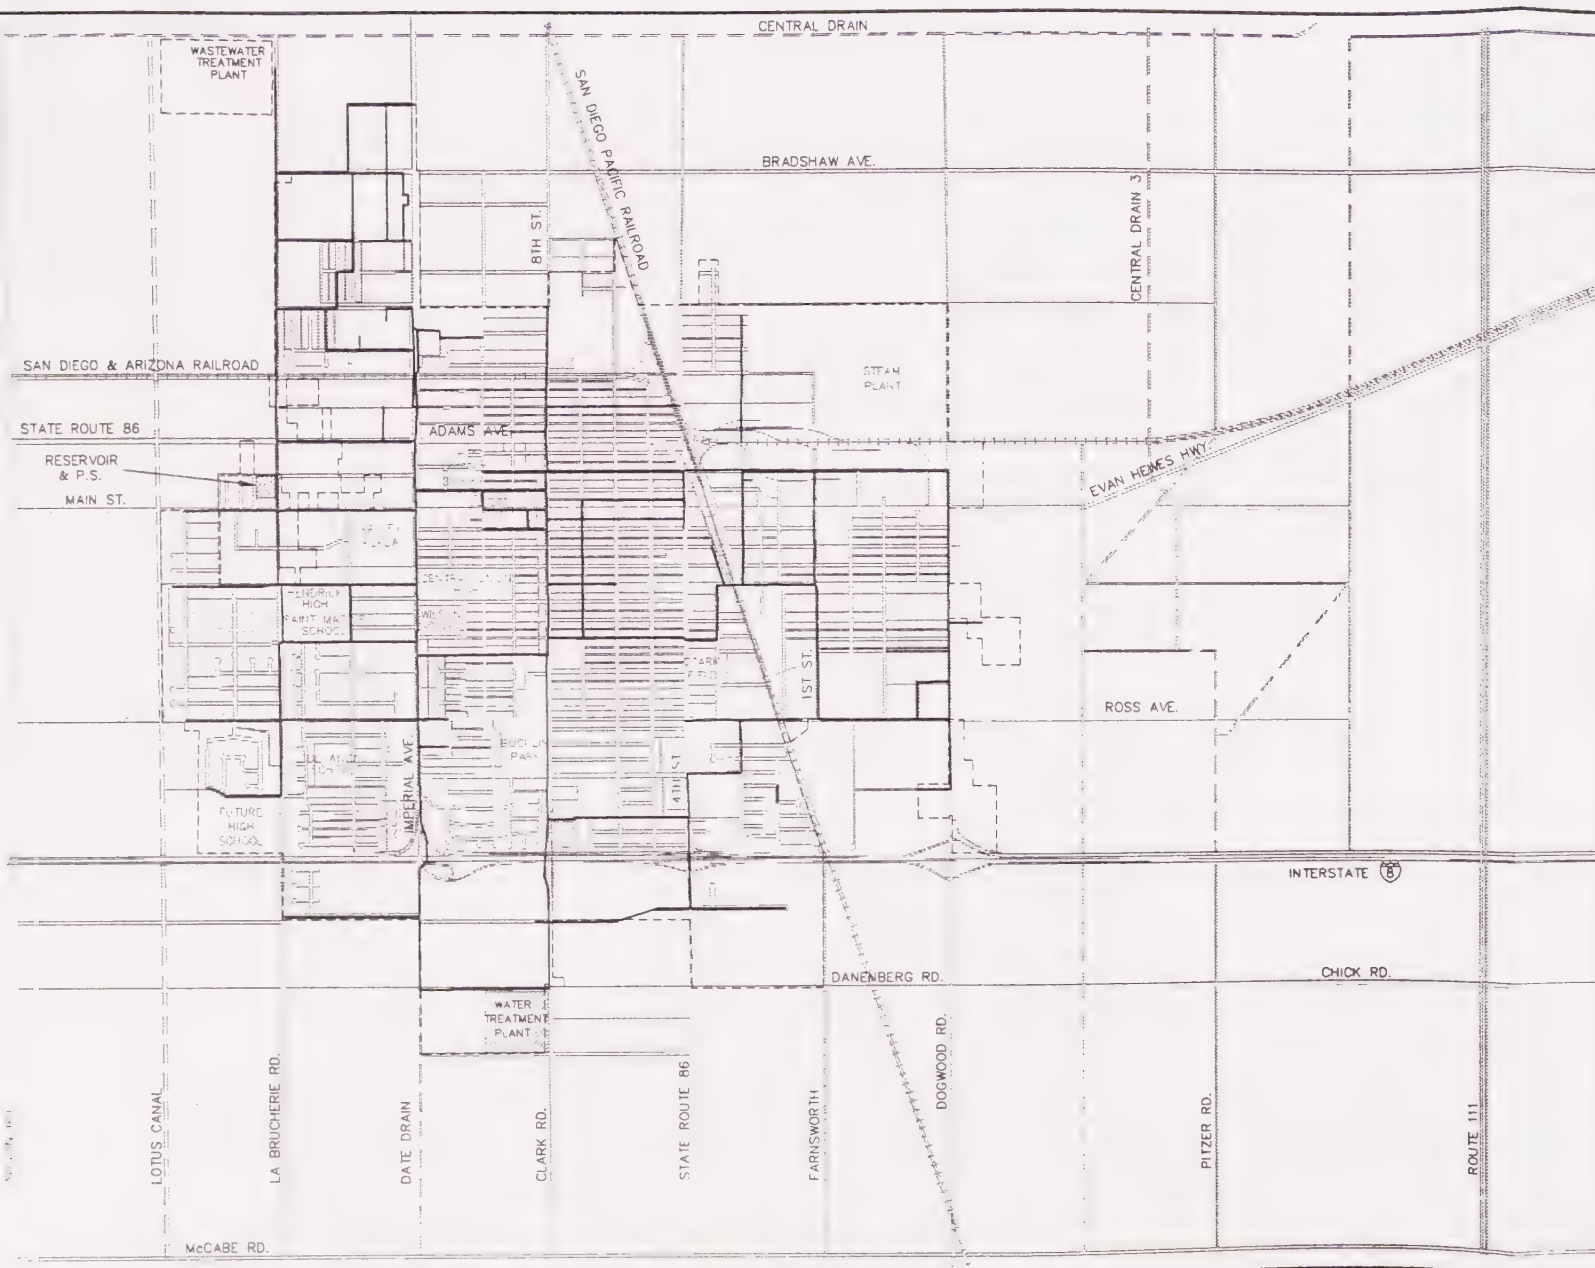 CENTRAL DRAIN
WASTEWATER
TREATMENT
PLANT
SAN DIEGO PACIFIC RAILROAD
BRADSHAW AVE.
8TH ST.
CENTRAL DRAIN 3
SAN DIEGO & ARIZONA RAILROAD
STEAM
PLANT
STATE ROUTE 86
ADAMS AVE
RESERVOIR
& P.S.
EVAN HEWES HWY
MAIN ST.
HIGH
1ST ST.
ROSS AVE.
IMPERIAL AVE.
PARK
4TH ST
FUTURE
HIGH
SCHOOL
INTERSTATE 8
DANENBERG RD.
CHICK RD.
WATER
TREATMENT
PLANT
LOTUS CANAL
LA BRUCHERIE RD.
DATE DRAIN
CLARK RD.
STATE ROUTE 86
FARNSWORTH
DOGWOOD RD.
PITZER RD.
ROUTE 111
McCABE RD.